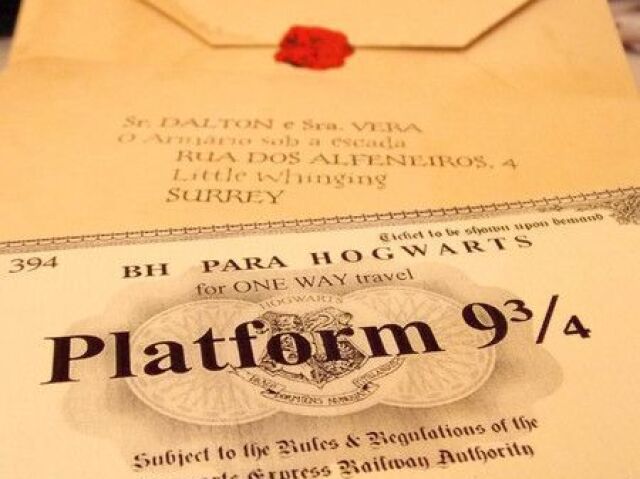 Sr. DALTON e Sra. VERA
O Armário sob a escada
RUA DOS ALFENEIROS, 4
Little Whinging
SURREY
Ticket to be shown upon demand
394
BH PARA HOGWARTS
for ONE WAY travel
HOGWARTS
Platform 9¾
Subject to the Rules & Regulations of the
Express Railway Authority